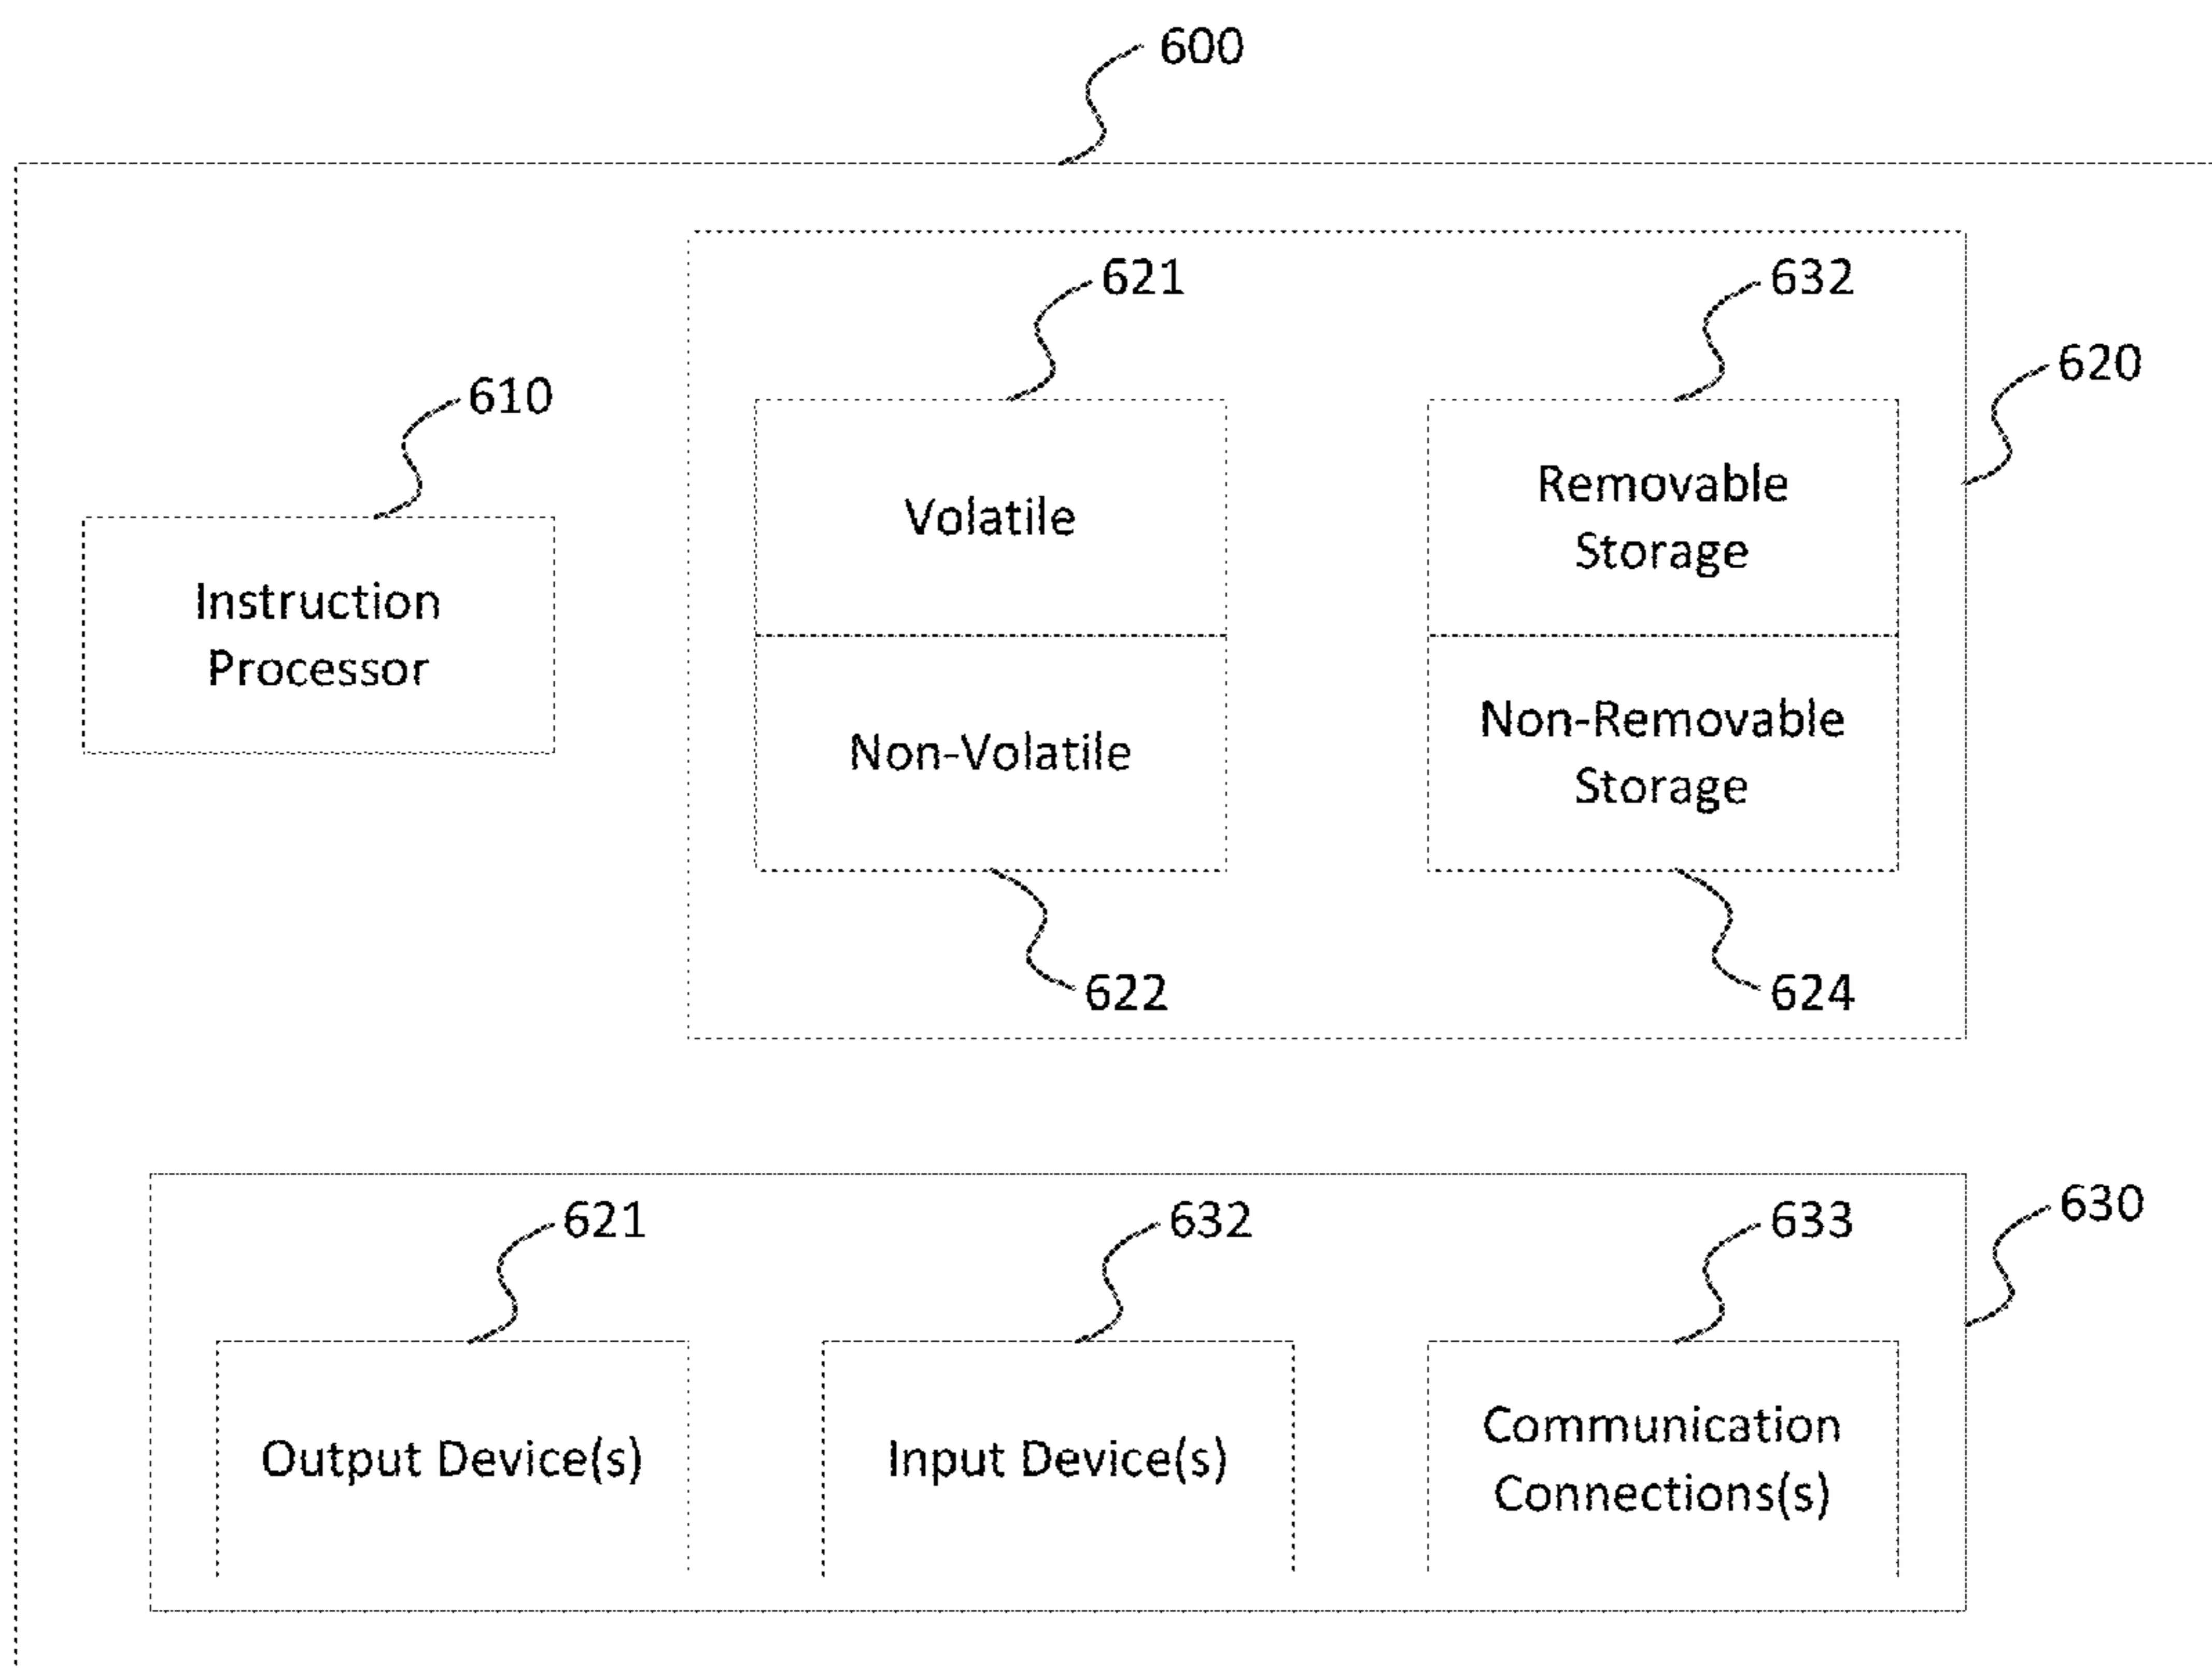 600
621
632
620
610
Volatile
Removable
Storage
Instruction
Processor
Non-Volatile
Non-Removable
Storage
622
624
630
621
632
633
Output Device(s)
Input Device(s)
Communication
Connections(s)